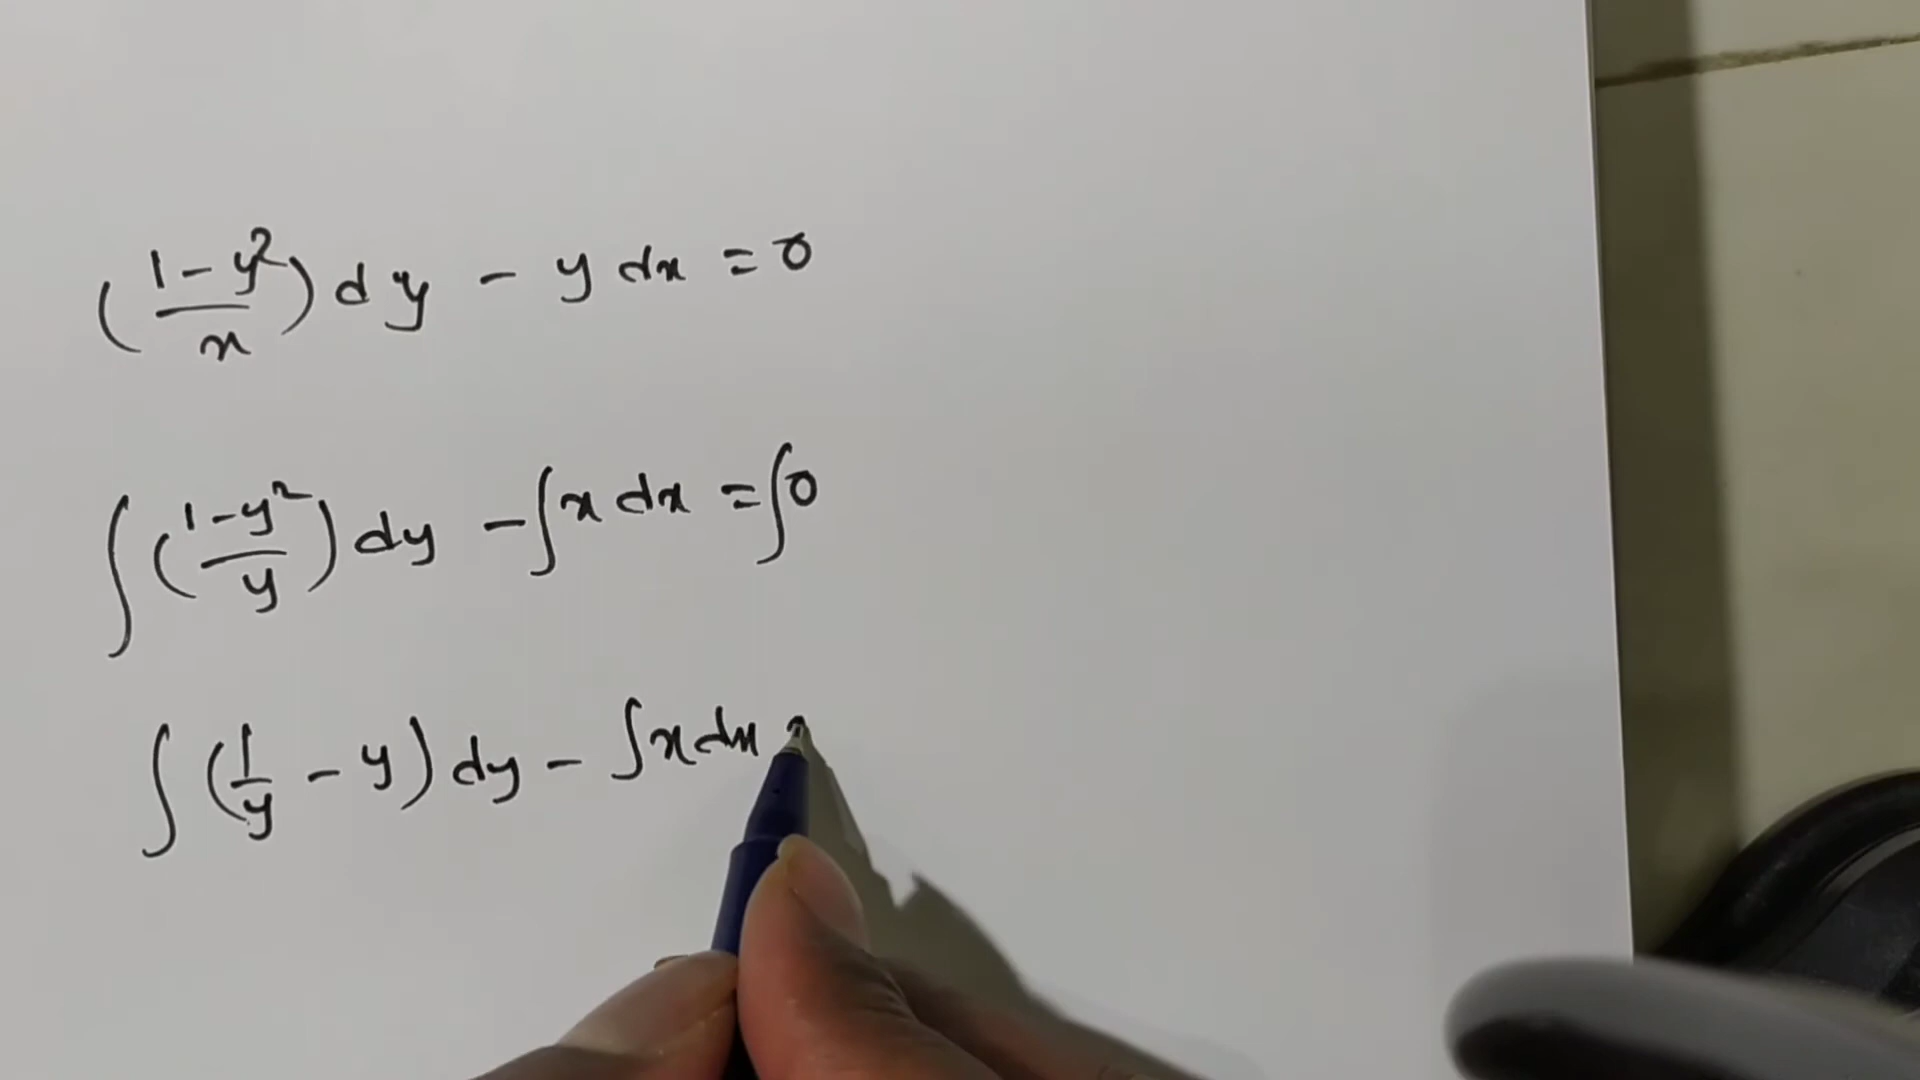 (1-y²/x) dy - y dx = 0
∫(1-y²/y) dy - ∫x dx = ∫0
∫(1/y - y) dy - ∫x dx